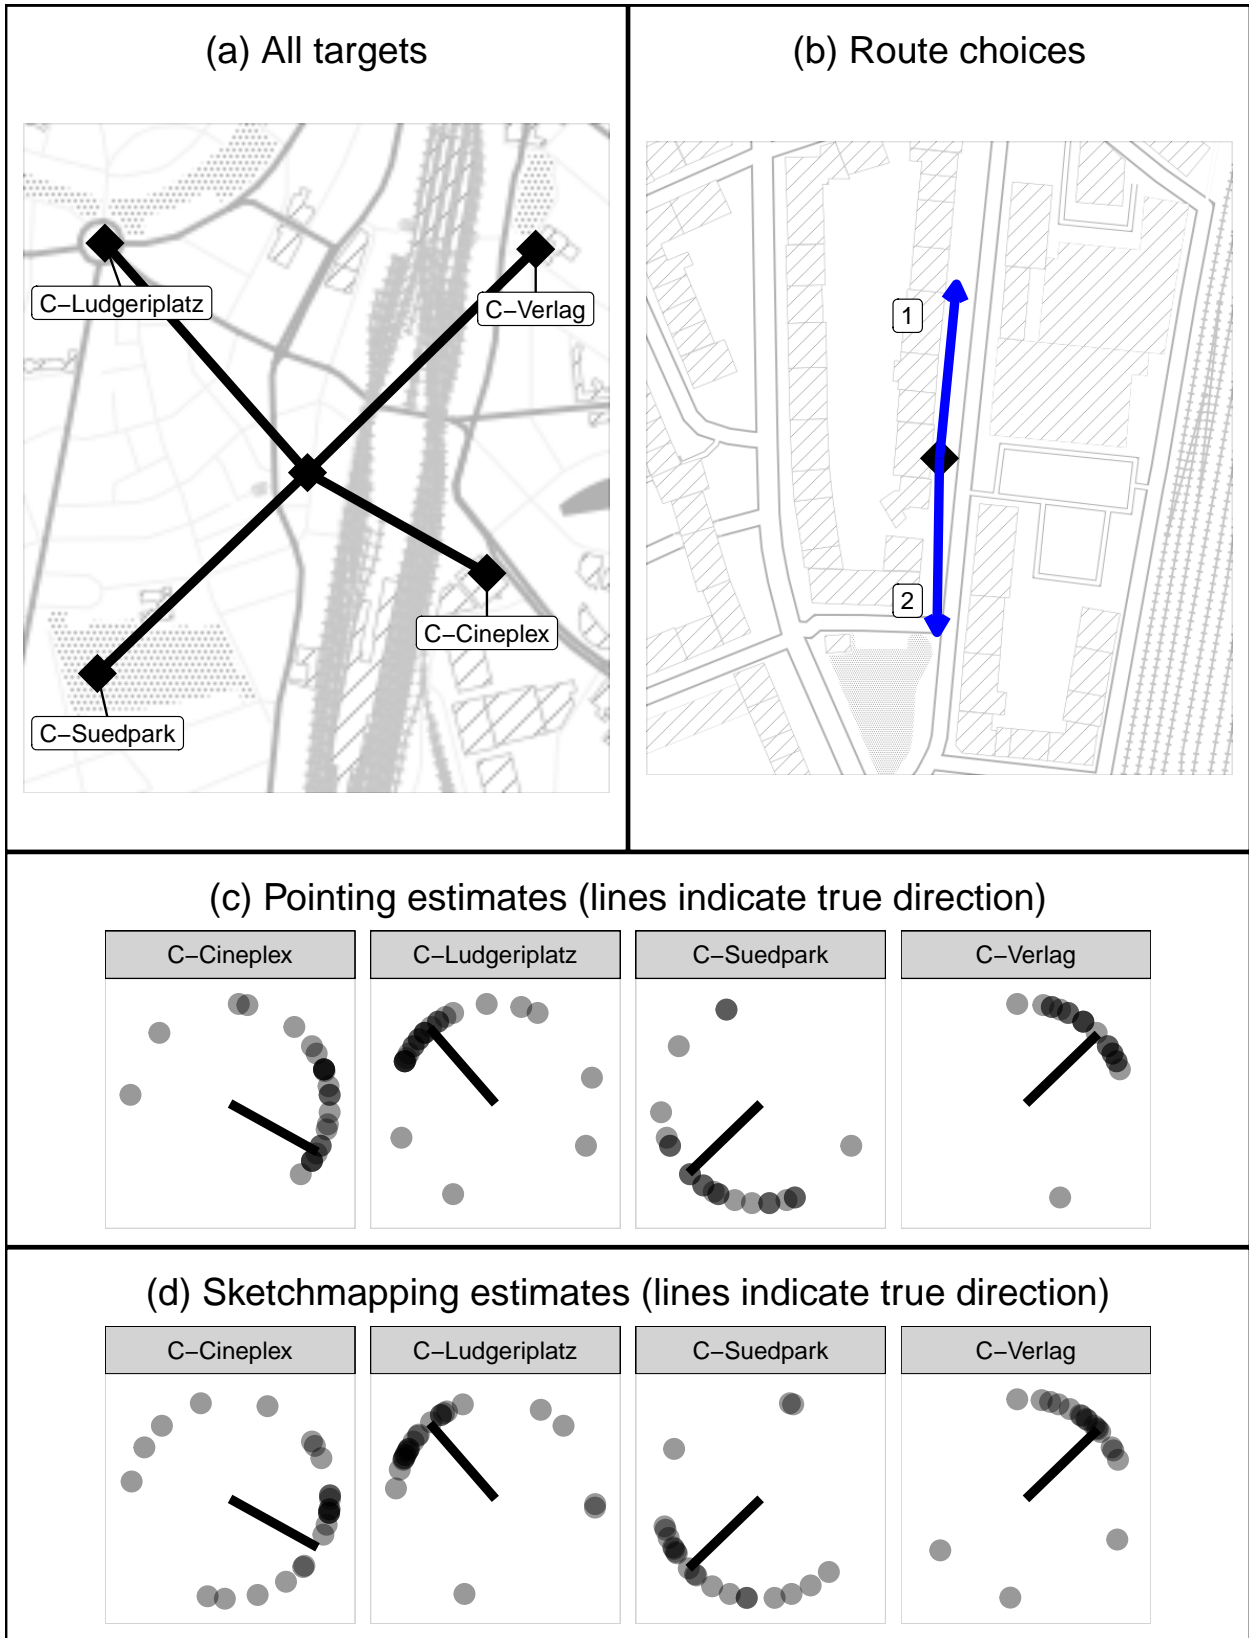 (a) All targets
(b) Route choices
C−Ludgeriplatz
C−Verlag
C−Cineplex
C−Suedpark
1
2
(c) Pointing estimates (lines indicate true direction)
C−Cineplex
C−Ludgeriplatz
C−Suedpark
C−Verlag
(d) Sketchmapping estimates (lines indicate true direction)
C−Cineplex
C−Ludgeriplatz
C−Suedpark
C−Verlag